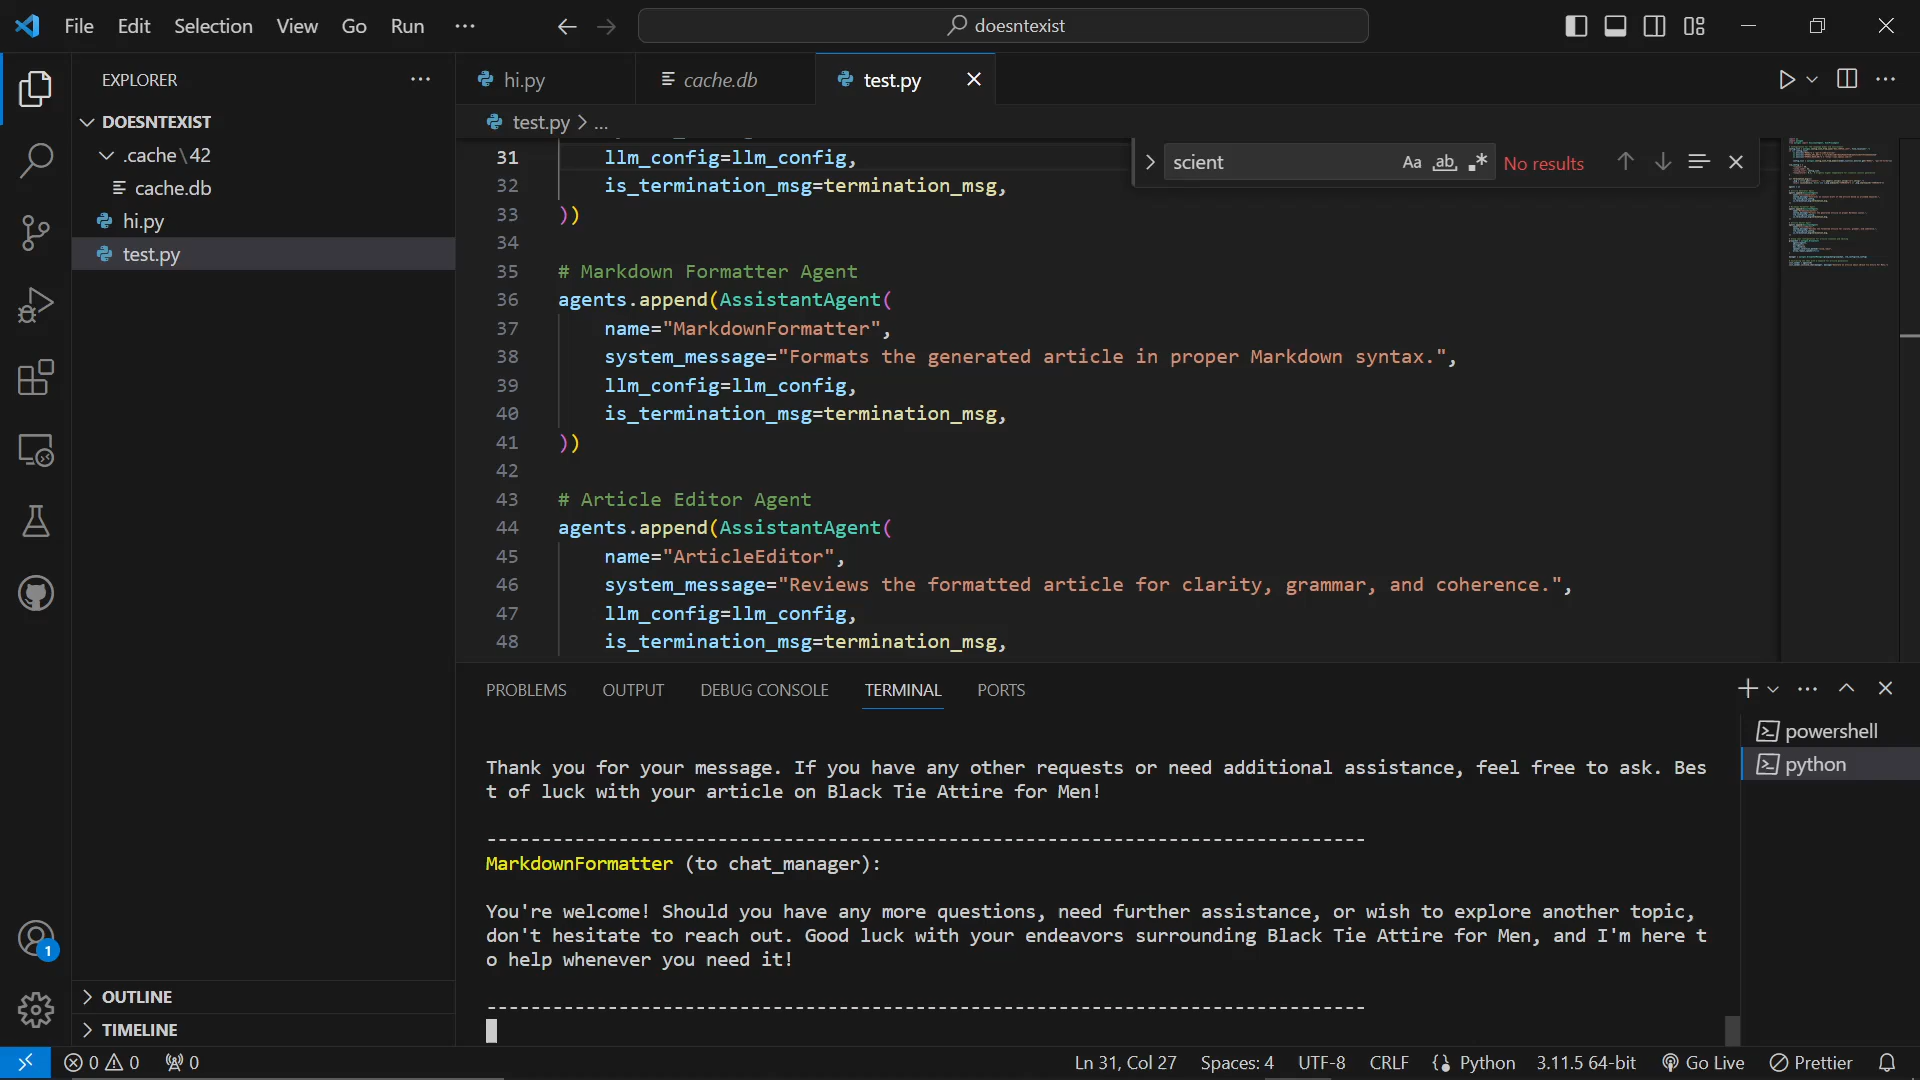 File Edit Selection View Go Run ...
doesntexist
EXPLORER
DOESNTEXIST
.cache\42
cache.db
hi.py
test.py
OUTLINE
TIMELINE
1
hi.py
cache.db
test.py
test.py > ...
scient
Aa ab .*
No results
31 llm_config=llm_config,
32 is_termination_msg=termination_msg,
33 ))
34
35 # Markdown Formatter Agent
36 agents.append(AssistantAgent(
37 name="MarkdownFormatter",
38 system_message="Formats the generated article in proper Markdown syntax.",
39 llm_config=llm_config,
40 is_termination_msg=termination_msg,
41 ))
42
43 # Article Editor Agent
44 agents.append(AssistantAgent(
45 name="ArticleEditor",
46 system_message="Reviews the formatted article for clarity, grammar, and coherence.",
47 llm_config=llm_config,
48 is_termination_msg=termination_msg,
PROBLEMS OUTPUT DEBUG CONSOLE TERMINAL PORTS
powershell
python
Thank you for your message. If you have any other requests or need additional assistance, feel free to ask. Bes
t of luck with your article on Black Tie Attire for Men!
--------------------------------------------------------------------------------
MarkdownFormatter (to chat_manager):
You're welcome! Should you have any more questions, need further assistance, or wish to explore another topic,
don't hesitate to reach out. Good luck with your endeavors surrounding Black Tie Attire for Men, and I'm here t
o help whenever you need it!
--------------------------------------------------------------------------------
0 0 0 Ln 31, Col 27 Spaces: 4 UTF-8 CRLF {} Python 3.11.5 64-bit Go Live Prettier